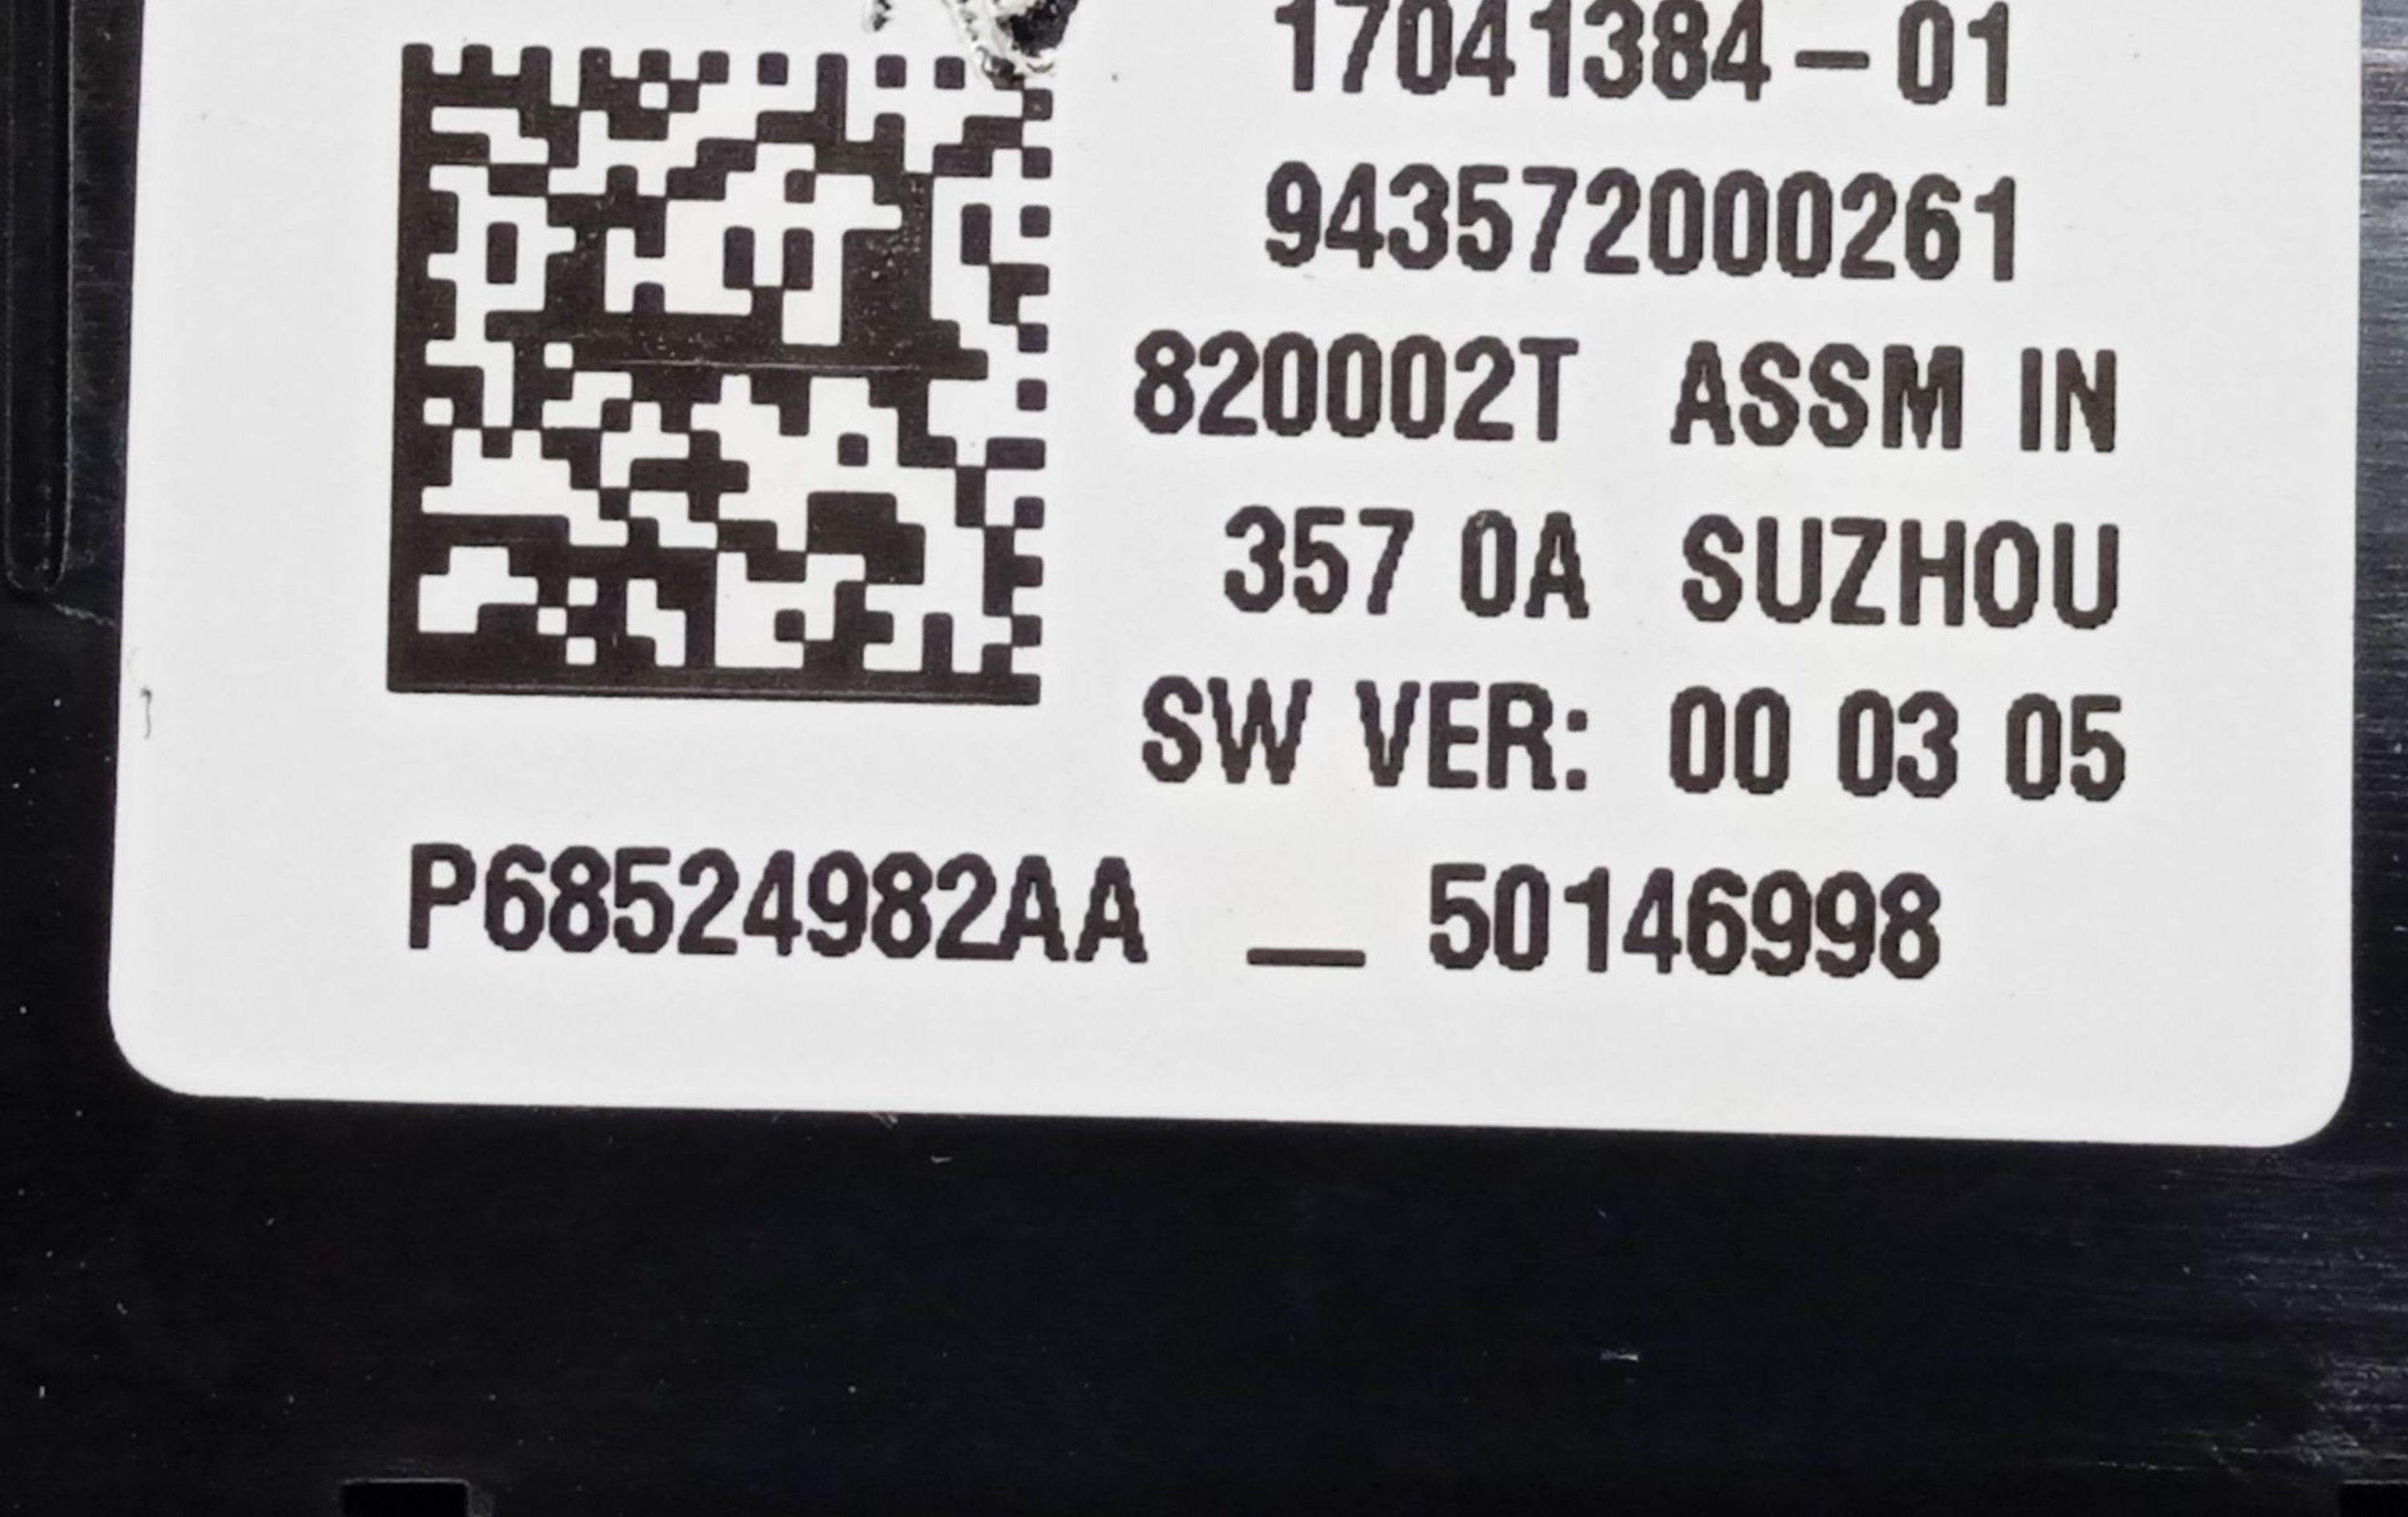 17041384-01
943572000261
820002T ASSM IN
357 0A SUZHOU
SW VER: 00 03 05
P68524982AA _ 50146998